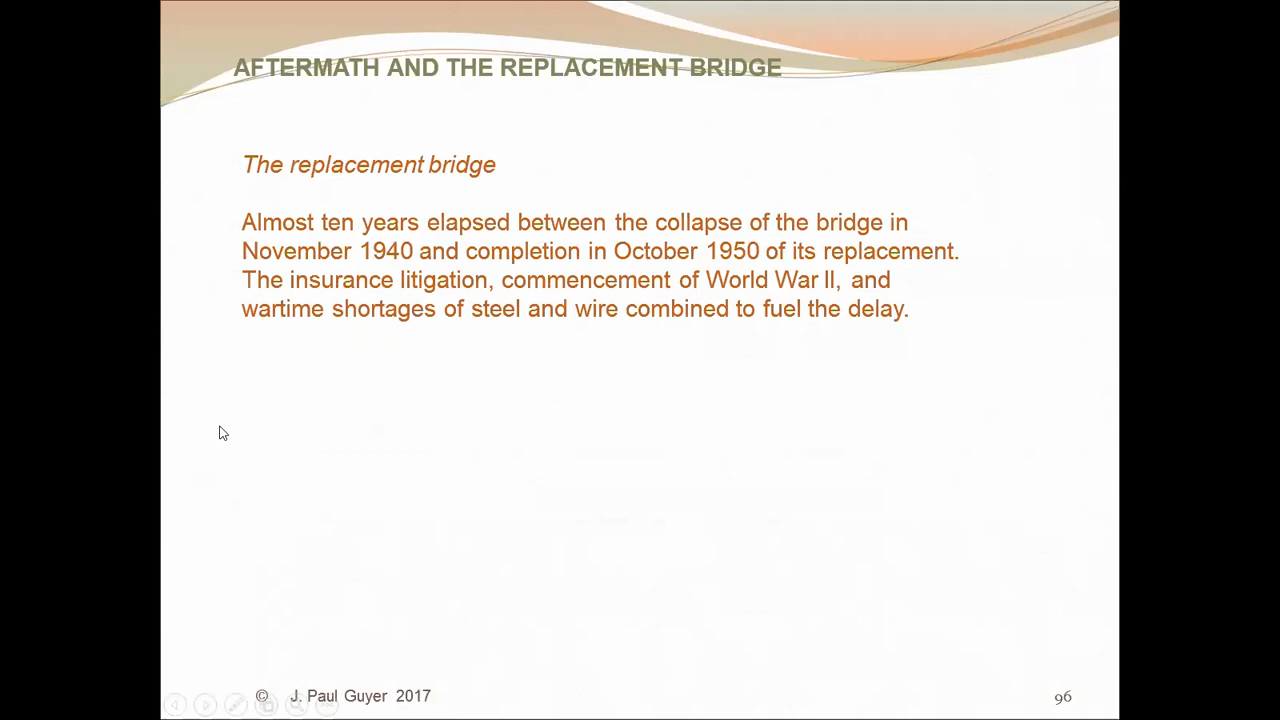 AFTERMATH AND THE REPLACEMENT BRIDGE
The replacement bridge
Almost ten years elapsed between the collapse of the bridge in
November 1940 and completion in October 1950 of its replacement.
The insurance litigation, commencement of World War II, and
wartime shortages of steel and wire combined to fuel the delay.
© J. Paul Guyer 2017
96